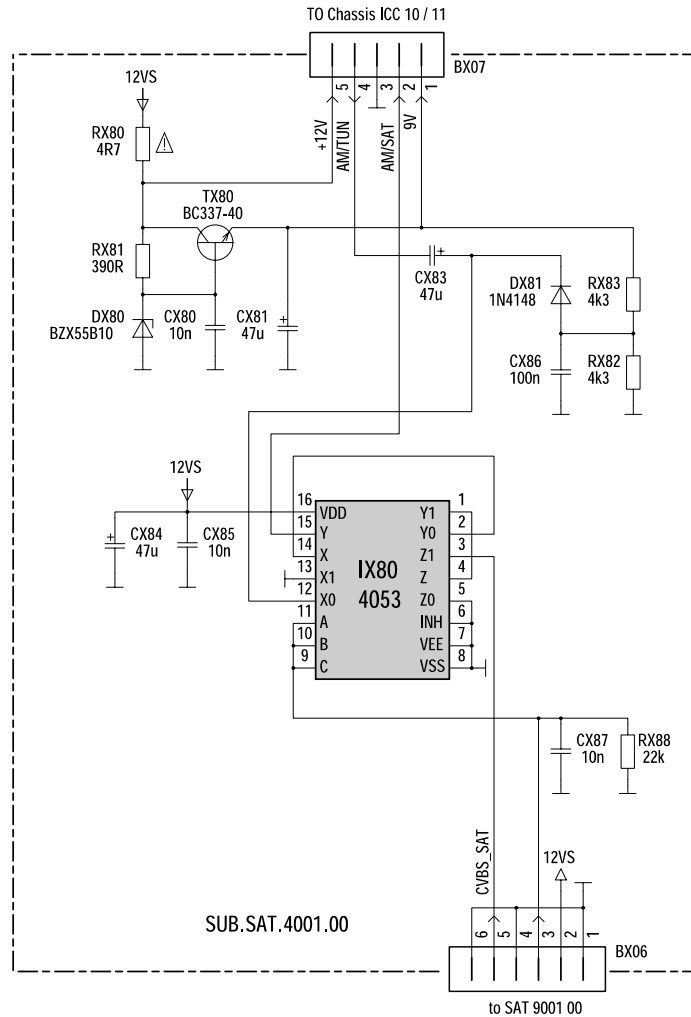 TO Chassis ICC 10 / 11
BX07
5 4 3 2 1
+12V
AM/TUN
AM/SAT
9V
12VS
RX80
4R7
TX80
BC337-40
RX81
390R
DX80
BZX55B10
CX80
10n
CX81
47u
CX83
47u
DX81
1N4148
RX83
4k3
CX86
100n
RX82
4k3
12VS
CX84
47u
CX85
10n
16 VDD Y1 1
15 Y Y0 2
14 X Z1 3
13 X1 Z 4
12 X0 Z0 5
11 A INH 6
10 B VEE 7
9 C VSS 8
IX80
4053
CX87
10n
RX88
22k
CVBS_SAT
12VS
SUB.SAT.4001.00
6 5 4 3 2 1
BX06
to SAT 9001 00